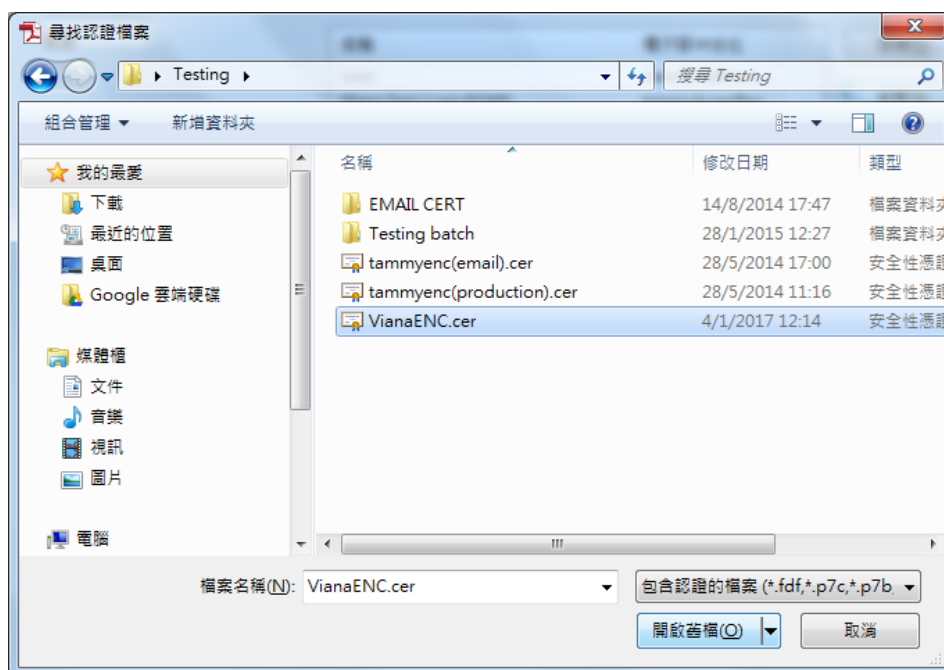 尋找認證檔案
Testing
搜尋 Testing
組合管理 新增資料夾
我的最愛
下載
最近的位置
桌面
Google 雲端硬碟
媒體櫃
文件
音樂
視訊
圖片
電腦
名稱 修改日期 類型
EMAIL CERT 14/8/2014 17:47 檔案資料夾
Testing batch 28/1/2015 12:27 檔案資料夾
tammyenc(email).cer 28/5/2014 17:00 安全性憑證
tammyenc(production).cer 28/5/2014 11:16 安全性憑證
VianaENC.cer 4/1/2017 12:14 安全性憑證
檔案名稱(N): VianaENC.cer 包含認證的檔案 (*.fdf,*.p7c,*.p7b,
開啟舊檔(O) 取消